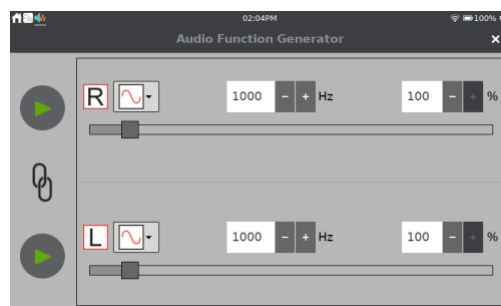 02:04PM 100%
Audio Function Generator ×
R 1000 - + Hz 100 - + %
L 1000 - + Hz 100 - + %